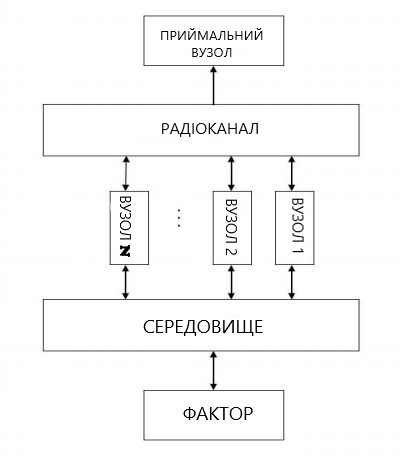 ПРИЙМАЛЬНИЙ
ВУЗОЛ
РАДІОКАНАЛ
ВУЗОЛ N
...
ВУЗОЛ 2
ВУЗОЛ 1
СЕРЕДОВИЩЕ
ФАКТОР